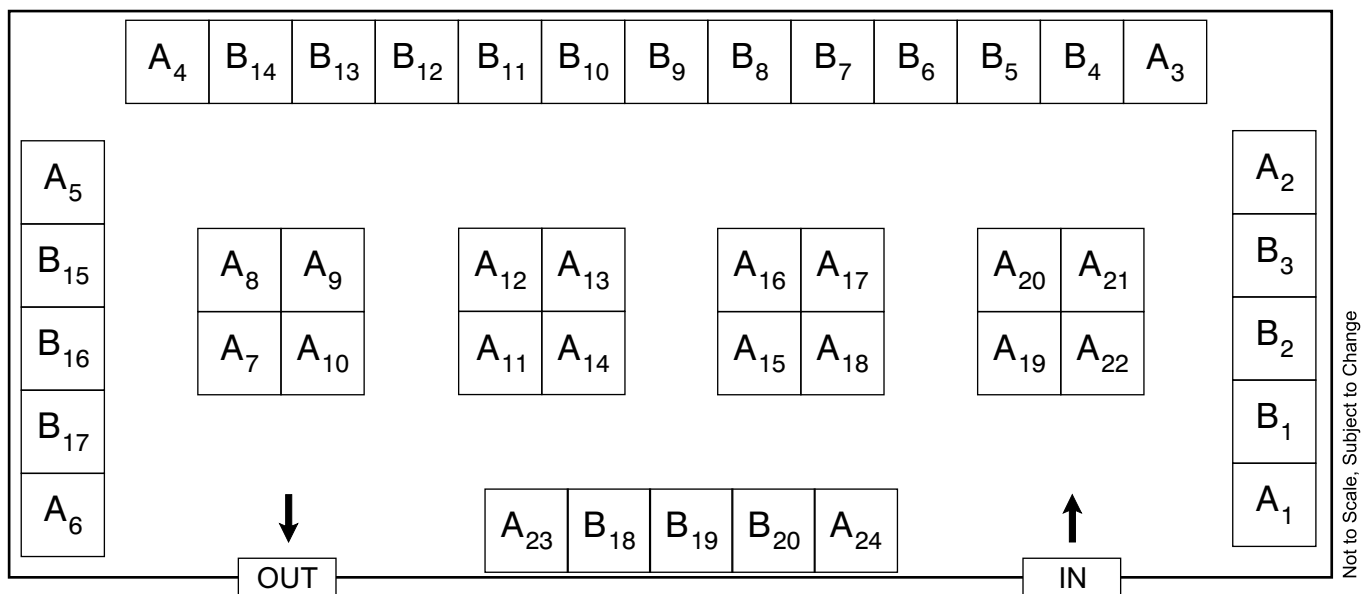 A4 B14 B13 B12 B11 B10 B9 B8 B7 B6 B5 B4 A3
A5
B15
B16
B17
A6
A8 A9
A7 A10
A12 A13
A11 A14
A16 A17
A15 A18
A20 A21
A19 A22
A2
B3
B2
B1
A1
A23 B18 B19 B20 A24
OUT
IN
Not to Scale, Subject to Change